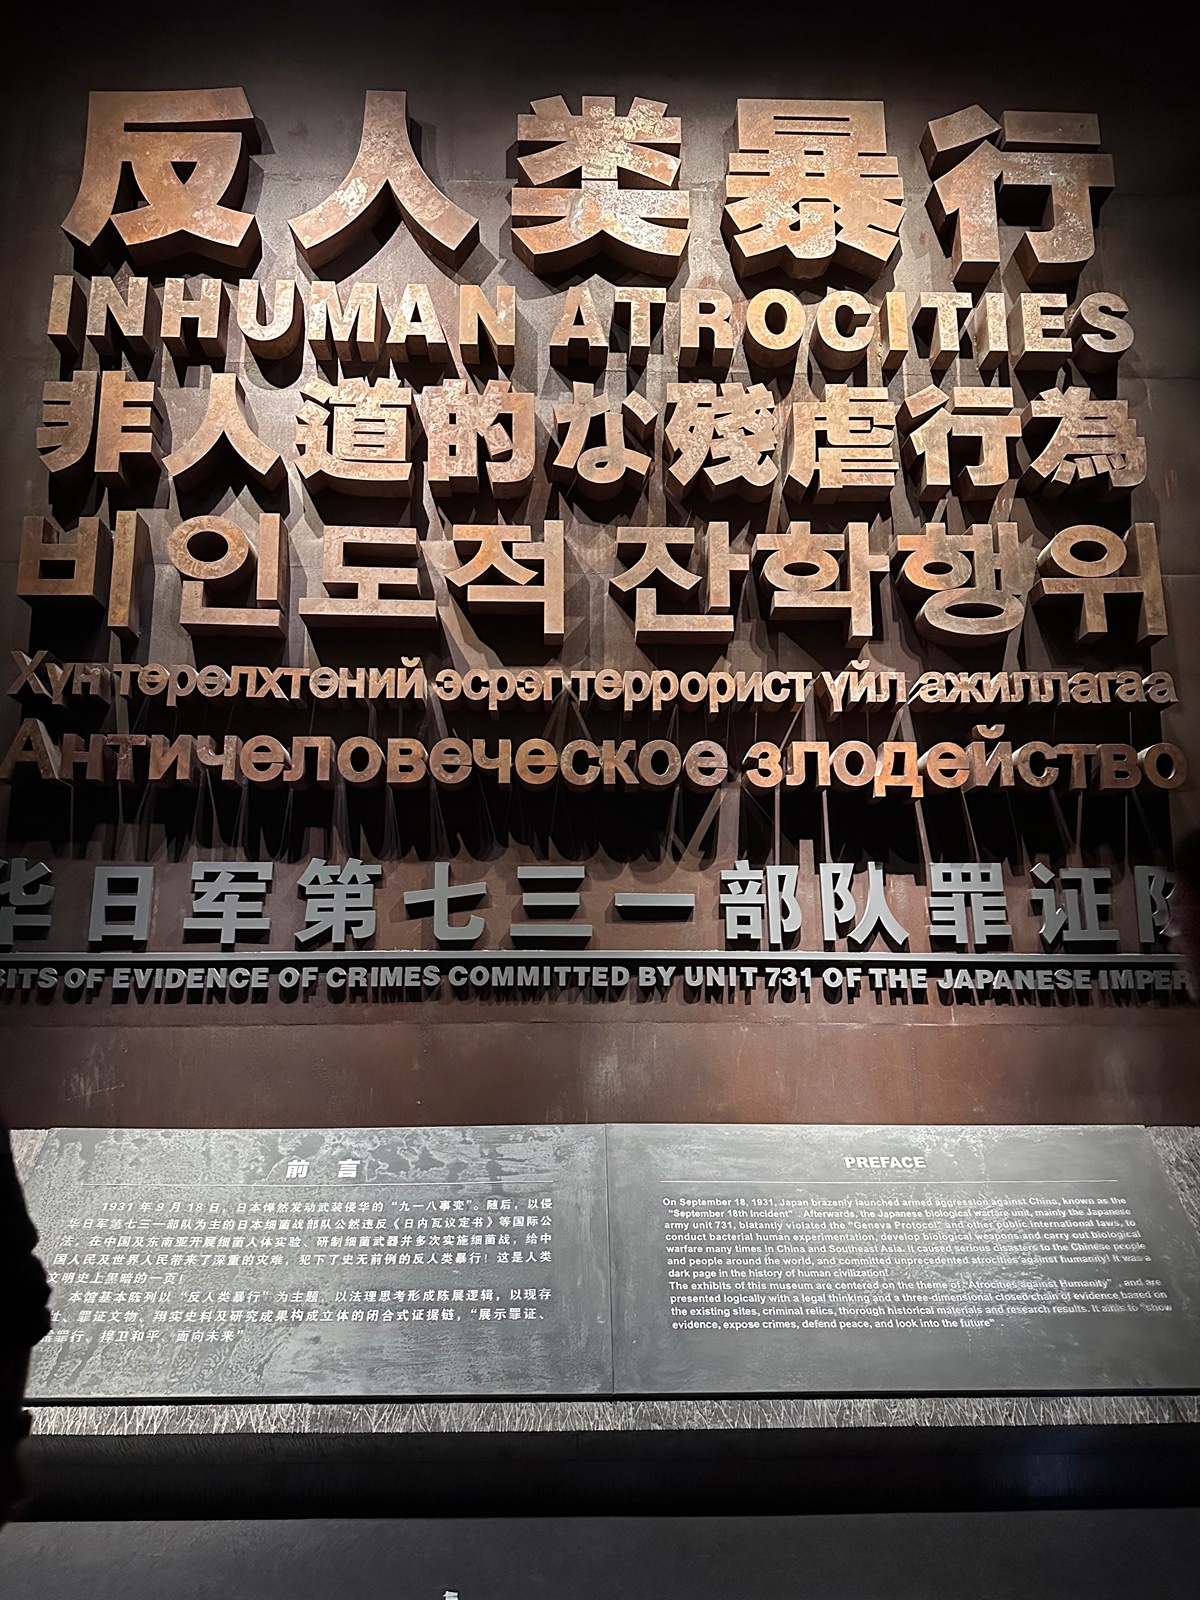 反人类暴行
INHUMAN ATROCITIES
非人道的な殘虐行為
비인도적 잔학행위
Хүн төрөлхтөний эсрэг террорист үйл ажиллагаа
Античеловеческое злодейство
华日军第七三一部队罪证
OF EVIDENCE OF CRIMES COMMITTED BY UNIT 731 OF THE JAPANESE IMPER
前 言
1931 年 9 月 18 日，日本悍然发动武装侵华的“九一八事变”。随后，以侵
华日军第七三一部队为主的日本细菌战部队公然违反《日内瓦议定书》等国际公
法，在中国及东南亚开展细菌人体实验、研制细菌武器并多次实施细菌战，给中
国人民及世界人民带来了深重的灾难，犯下了史无前例的反人类暴行！这是人类
文明史上黑暗的一页！
本馆基本陈列以“反人类暴行”为主题，以法理思考形成陈展逻辑，以现存
、罪证文物、翔实史料及研究成果构成立体的闭合式证据链，“展示罪证、
罪行、捍卫和平、面向未来”
PREFACE
On September 18, 1931, Japan brazenly launched armed aggression against China, known as the
"September 18th Incident" . Afterwards, the Japanese biological warfare unit, mainly the Japanese
army unit 731, blatantly violated the "Geneva Protocol" and other public international laws, to
conduct bacterial human experimentation, develop biological weapons and carry out biological
warfare many times in China and Southeast Asia. It caused serious disasters to the Chinese people
and people around the world, and committed unprecedented atrocities against humanity! It was a
dark page in the history of human civilization!
The exhibits of this museum are centered on the theme of "Atrocities against Humanity" , and are
presented logically with a legal thinking and a three-dimensional closed chain of evidence based on
the existing sites, criminal relics, thorough historical materials and research results. It aims to "show
evidence, expose crimes, defend peace, and look into the future"